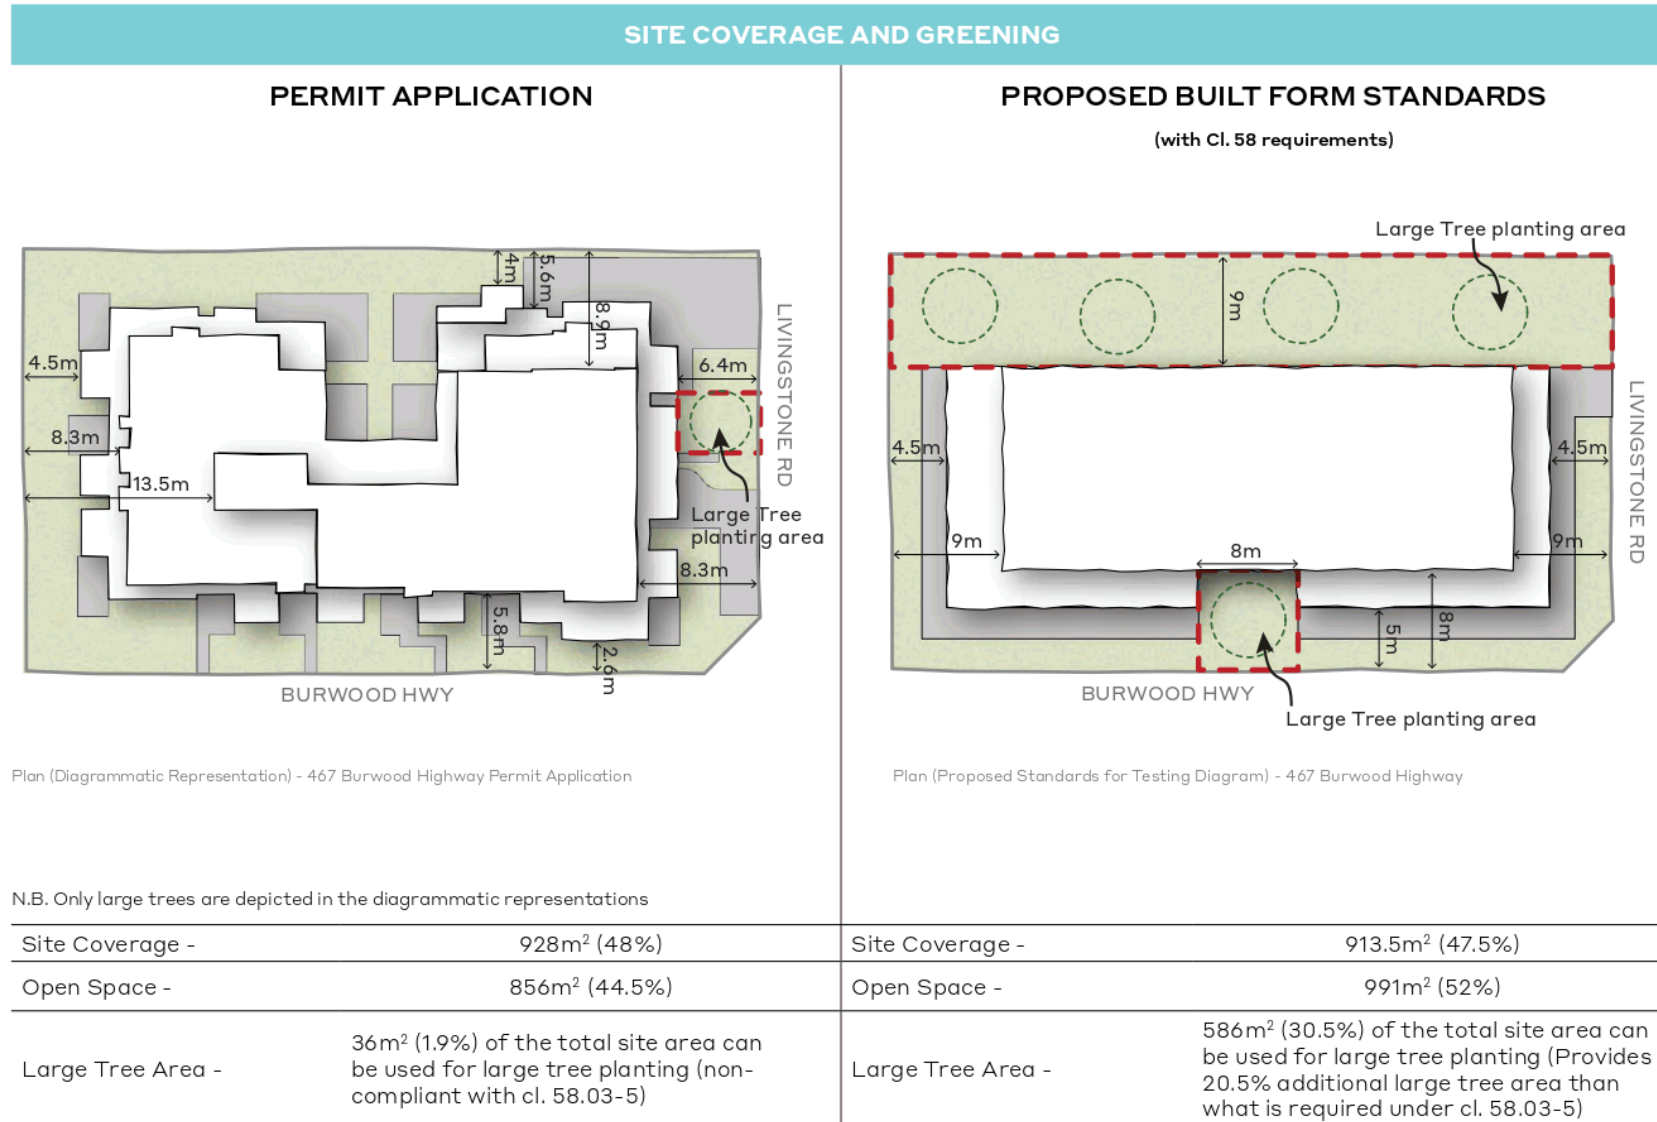 SITE COVERAGE AND GREENING
PERMIT APPLICATION
4m
5.6m
8.9m
4.5m
6.4m
8.3m
13.5m
Large Tree
planting area
8.3m
5.8m
2.6m
LIVINGSTONE RD
BURWOOD HWY
Plan (Diagrammatic Representation) - 467 Burwood Highway Permit Application
N.B. Only large trees are depicted in the diagrammatic representations
Site Coverage -
928m² (48%)
Open Space -
856m² (44.5%)
Large Tree Area -
36m² (1.9%) of the total site area can
be used for large tree planting (non-
compliant with cl. 58.03-5)
PROPOSED BUILT FORM STANDARDS
(with Cl. 58 requirements)
Large Tree planting area
9m
4.5m
4.5m
9m
8m
9m
5m
8m
LIVINGSTONE RD
BURWOOD HWY
Large Tree planting area
Plan (Proposed Standards for Testing Diagram) - 467 Burwood Highway
Site Coverage -
913.5m² (47.5%)
Open Space -
991m² (52%)
Large Tree Area -
586m² (30.5%) of the total site area can
be used for large tree planting (Provides
20.5% additional large tree area than
what is required under cl. 58.03-5)